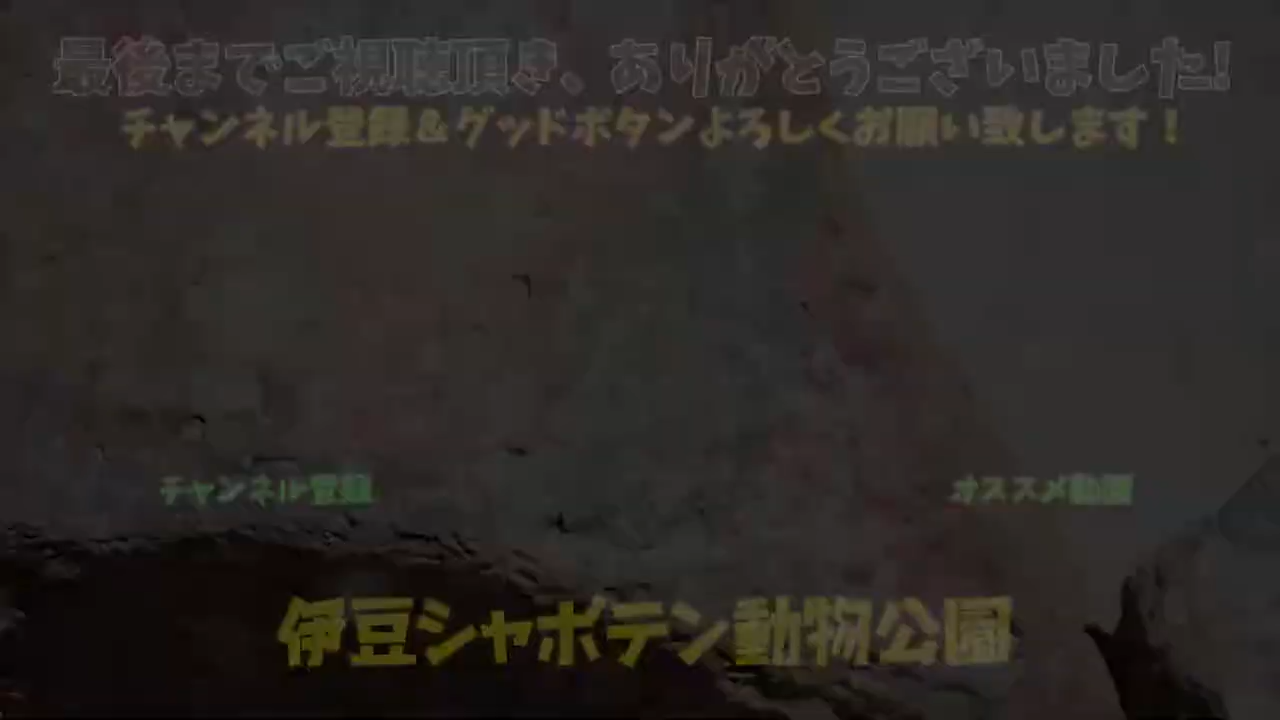 最後までご視聴頂き、ありがとうございました!
チャンネル登録&グッドボタンよろしくお願い致します！
チャンネル登録
オススメ動画
伊豆シャボテン動物公園